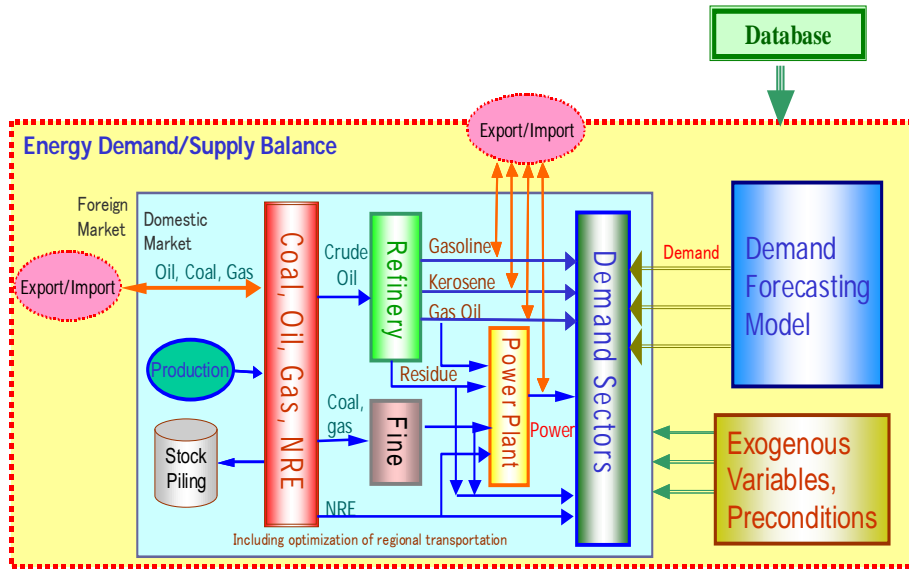 Database
Export/Import
Energy Demand/Supply Balance
Foreign
Market
Domestic
Market
Oil, Coal, Gas
Export/Import
Production
Stock
Piling
Coal, Oil, Gas, NRE
Crude
Oil
Refinery
Gasoline
Kerosene
Gas Oil
Residue
Coal,
gas
Fine
Power Plant
Power
NRE
Including optimization of regional transportation
Demand Sectors
Demand
Demand
Forecasting
Model
Exogenous
Variables,
Preconditions